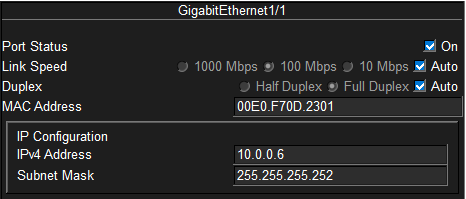 GigabitEthernet1/1
Port Status On
Link Speed 1000 Mbps 100 Mbps 10 Mbps Auto
Duplex Half Duplex Full Duplex Auto
MAC Address 00E0.F70D.2301
IP Configuration
IPv4 Address 10.0.0.6
Subnet Mask 255.255.255.252